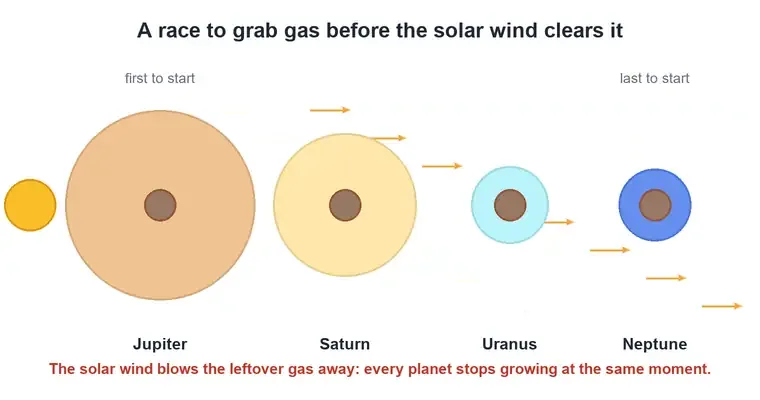 A race to grab gas before the solar wind clears it
first to start
last to start
Jupiter
Saturn
Uranus
Neptune
The solar wind blows the leftover gas away: every planet stops growing at the same moment.